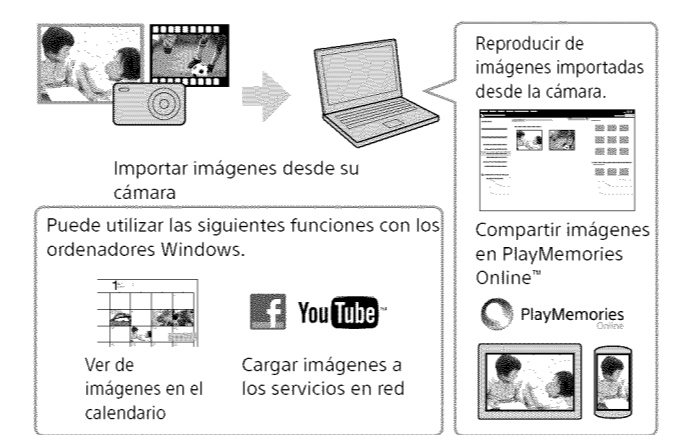 Importar imágenes desde su
cámara
Reproducir de
imágenes importadas
desde la cámara.
Compartir imágenes
en PlayMemories
Online™
PlayMemories
Online
Puede utilizar las siguientes funciones con los
ordenadores Windows.
1
Ver de
imágenes en el
calendario
f YouTube™
Cargar imágenes a
los servicios en red